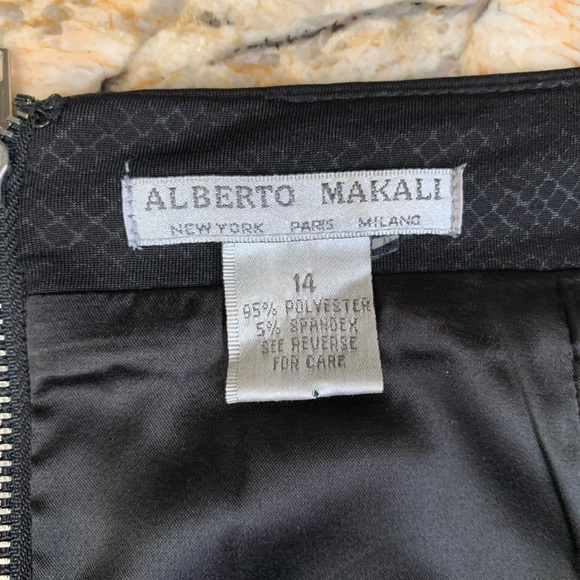 ALBERTO MAKALI
NEW YORK PARIS MILANO
14
95% POLYESTER
5% SPANDEX
SEE REVERSE
FOR CARE